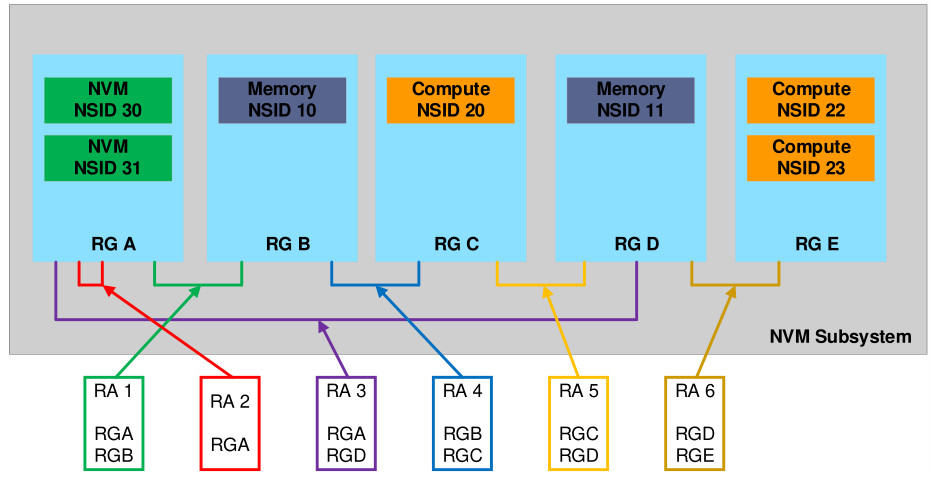 NVM
NSID 30
NVM
NSID 31
RG A
Memory
NSID 10
RG B
Compute
NSID 20
RG C
Memory
NSID 11
RG D
Compute
NSID 22
Compute
NSID 23
RG E
NVM Subsystem
RA 1
RGA
RGB
RA 2
RGA
RA 3
RGA
RGD
RA 4
RGB
RGC
RA 5
RGC
RGD
RA 6
RGD
RGE